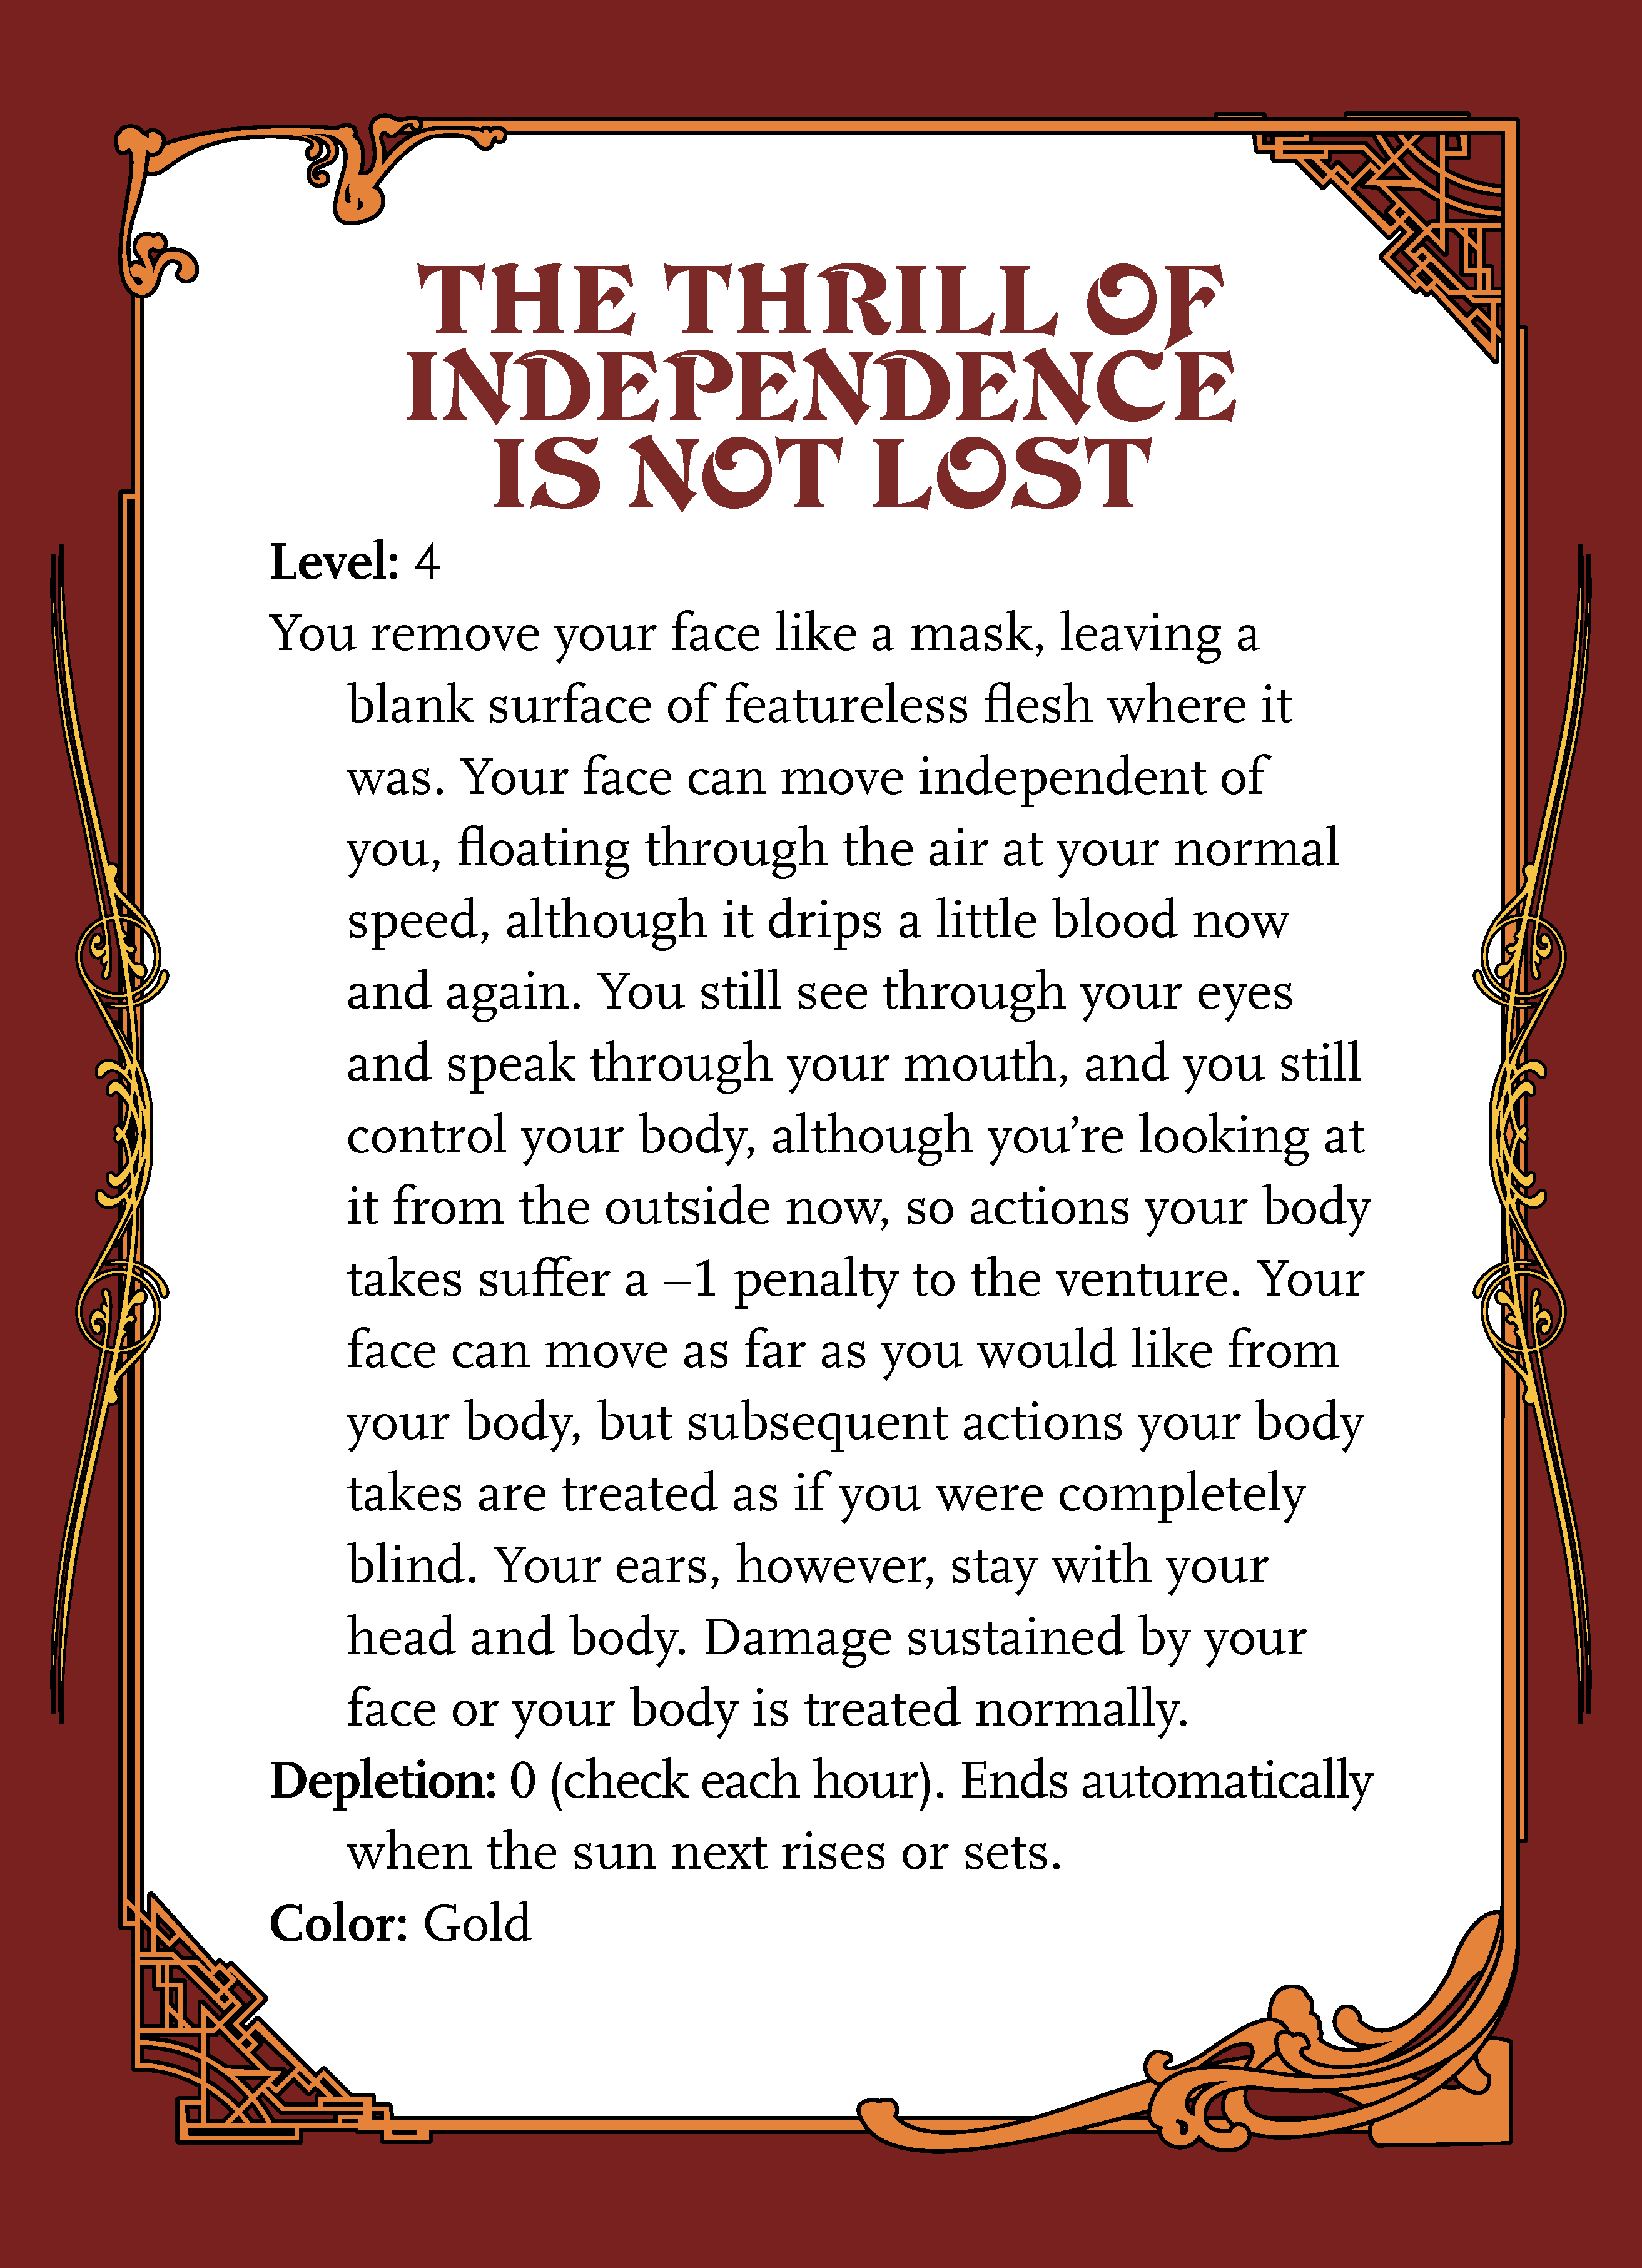 THE THRILL OF
INDEPENDENCE
IS NOT LOST
Level: 4
You remove your face like a mask, leaving a
blank surface of featureless flesh where it
was. Your face can move independent of
you, floating through the air at your normal
speed, although it drips a little blood now
and again. You still see through your eyes
and speak through your mouth, and you still
control your body, although you’re looking at
it from the outside now, so actions your body
takes suffer a –1 penalty to the venture. Your
face can move as far as you would like from
your body, but subsequent actions your body
takes are treated as if you were completely
blind. Your ears, however, stay with your
head and body. Damage sustained by your
face or your body is treated normally.
Depletion: 0 (check each hour). Ends automatically
when the sun next rises or sets.
Color: Gold